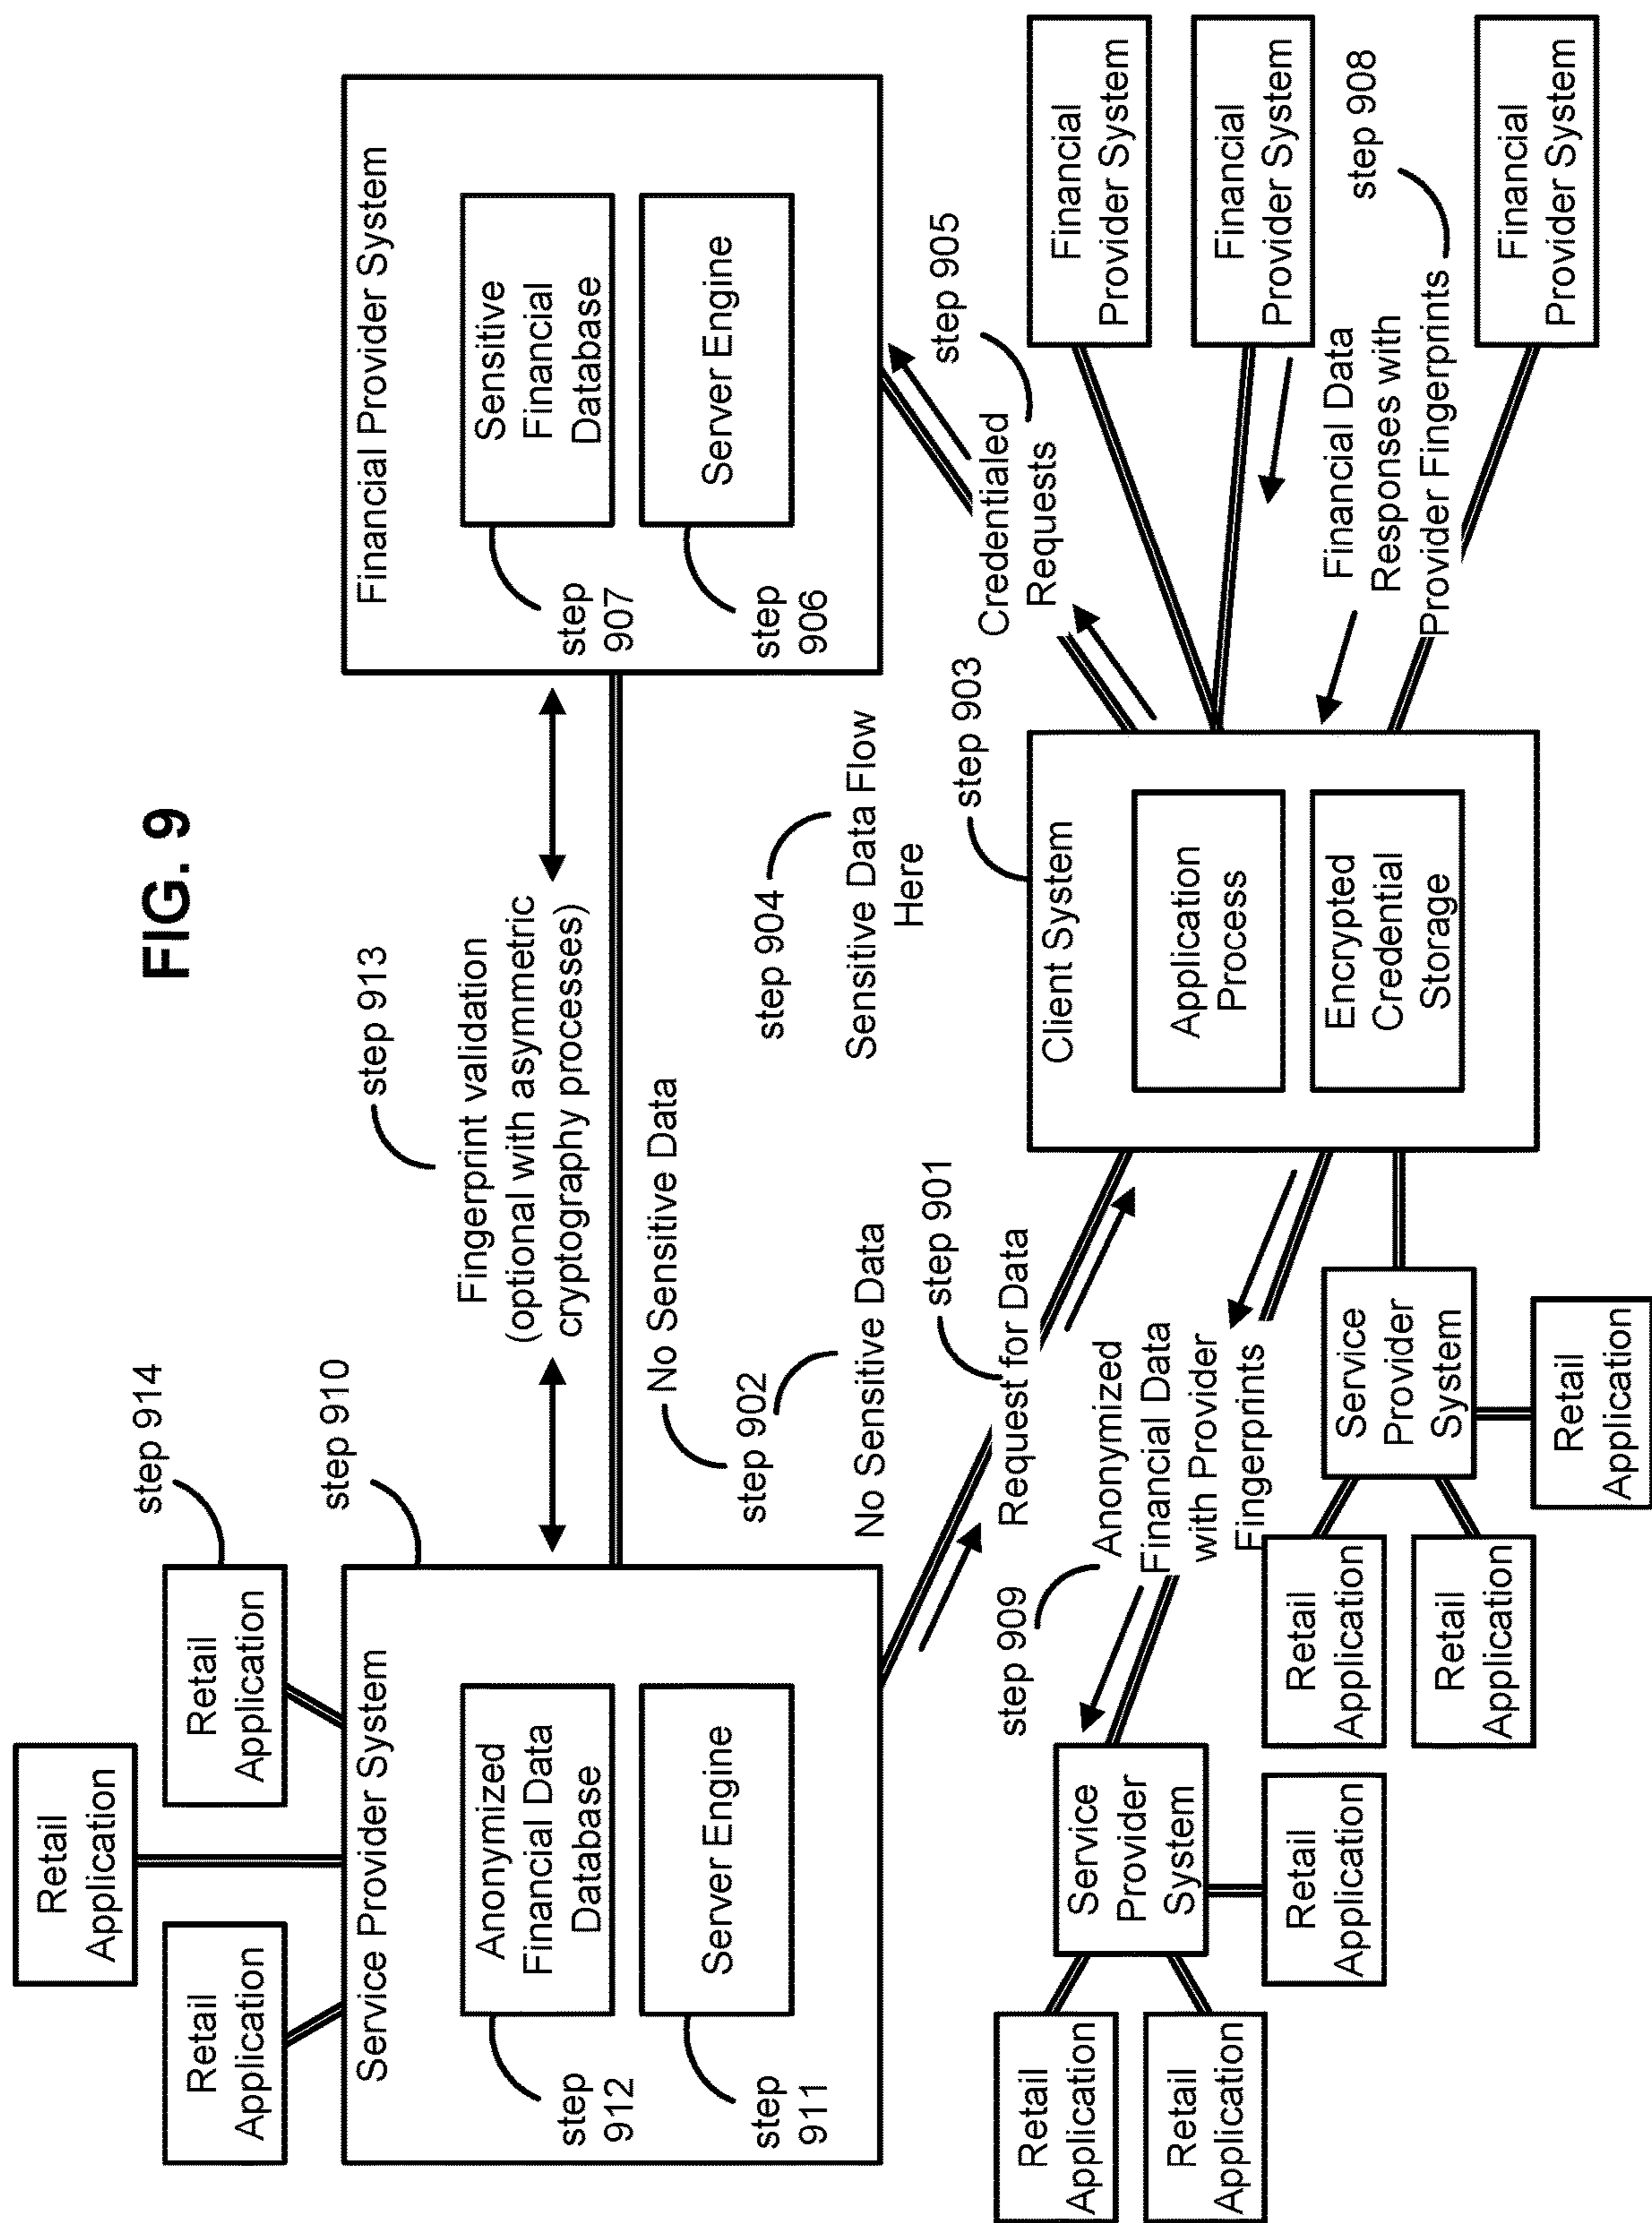 FIG. 9
Retail
Application
Retail
Application
Retail
Application
step 914
step 910
Service Provider System
Anonymized
Financial Data
Database
Server Engine
step
912
step
911
step 913
Fingerprint validation
(optional with asymmetric
cryptography processes)
No Sensitive Data
step 902
No Sensitive Data
Financial Provider System
Sensitive
Financial
Database
Server Engine
step
907
step
906
step 904
Sensitive Data Flow
Here
step 901
Request for Data
step 905
Credentialed
Requests
step 903
Client System
Application
Process
Encrypted
Credential
Storage
Financial
Provider System
Financial
Provider System
Financial
Provider System
step 908
Financial Data
Responses with
Provider Fingerprints
step 909
Anonymized
Financial Data
with Provider
Fingerprints
Service
Provider
System
Retail
Application
Retail
Application
Retail
Application
Service
Provider
System
Retail
Application
Retail
Application
Retail
Application